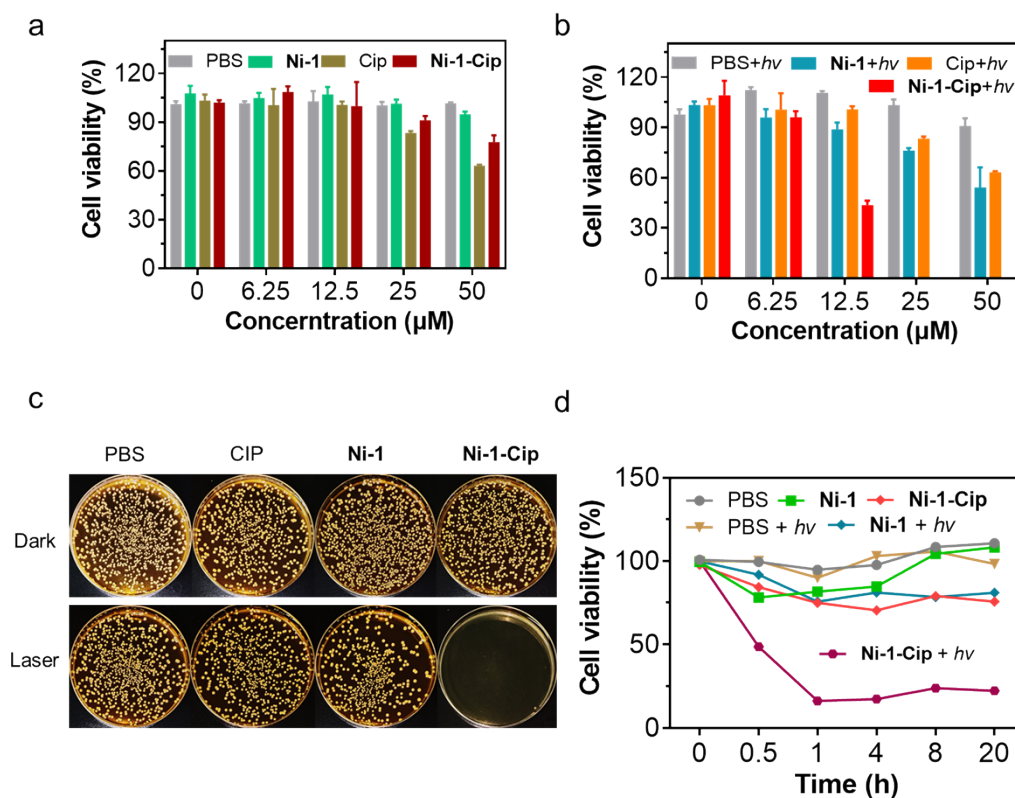 a
PBS Ni-1 Cip Ni-1-Cip
Cell viability (%)
120
90
60
30
0
0 6.25 12.5 25 50
Concerntration (µM)
b
PBS+hv Ni-1+hv Cip+hv
Ni-1-Cip+hv
Cell viability (%)
120
90
60
30
0
0 6.25 12.5 25 50
Concerntration (µM)
c
PBS CIP Ni-1 Ni-1-Cip
Dark
Laser
d
PBS Ni-1 Ni-1-Cip
PBS + hv Ni-1 + hv
Ni-1-Cip + hv
Cell viability (%)
150
100
50
0
0 0.5 1 4 8 20
Time (h)